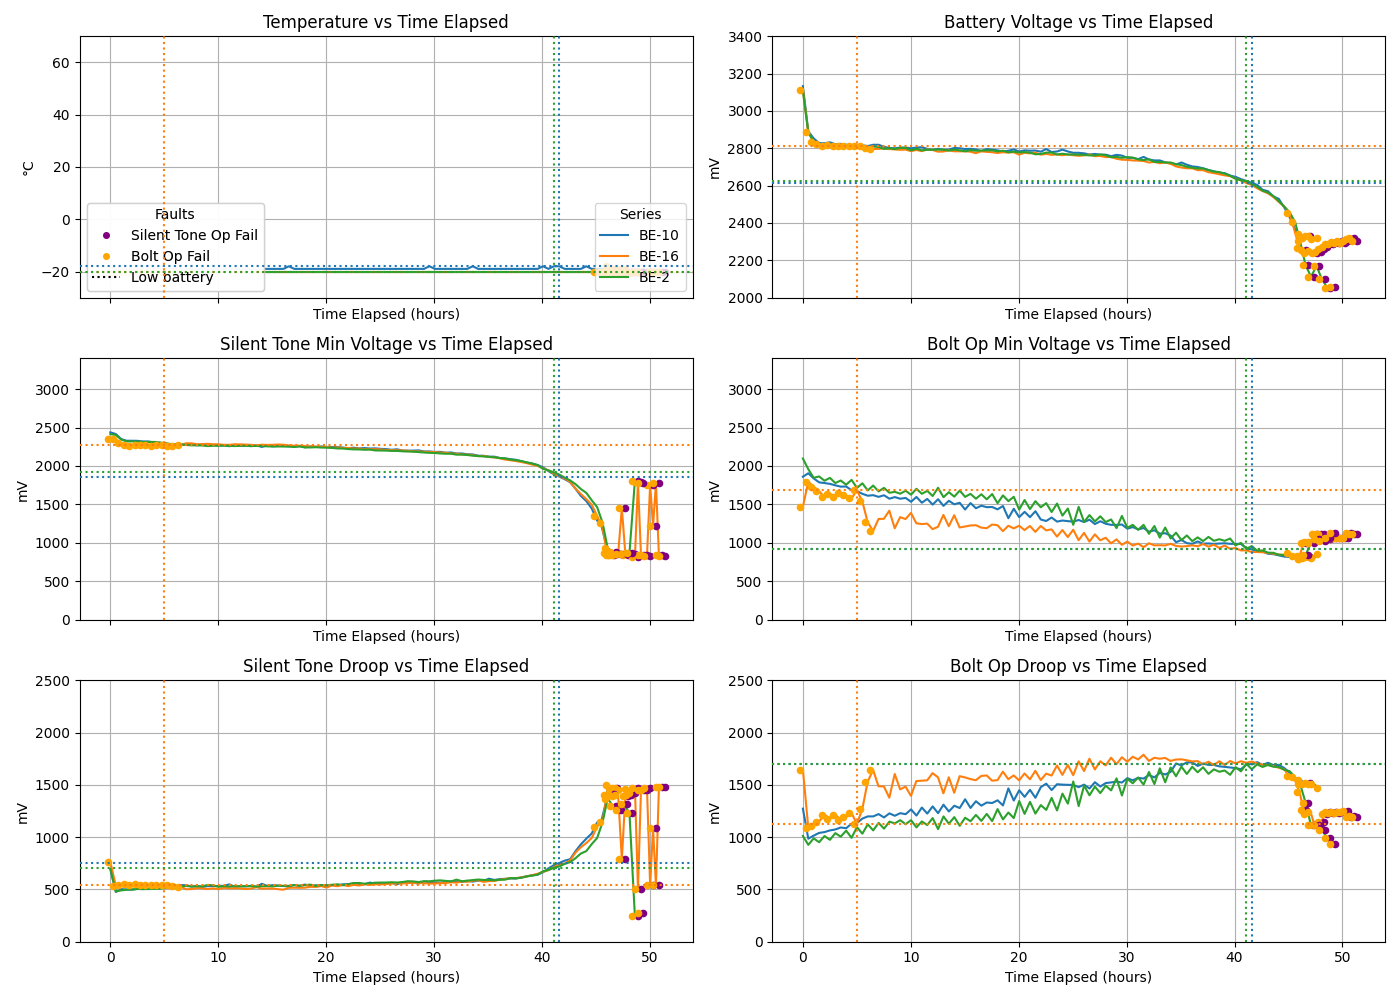 Temperature vs Time Elapsed
Battery Voltage vs Time Elapsed
°C
60
40
20
0
−20
Faults
Silent Tone Op Fail
Bolt Op Fail
Low battery
Series
BE-10
BE-16
BE-2
Time Elapsed (hours)
mV
3400
3200
3000
2800
2600
2400
2200
2000
Time Elapsed (hours)
Silent Tone Min Voltage vs Time Elapsed
Bolt Op Min Voltage vs Time Elapsed
mV
3000
2500
2000
1500
1000
500
0
Time Elapsed (hours)
mV
3000
2500
2000
1500
1000
500
0
Time Elapsed (hours)
Silent Tone Droop vs Time Elapsed
Bolt Op Droop vs Time Elapsed
mV
2500
2000
1500
1000
500
0
0 10 20 30 40 50
Time Elapsed (hours)
mV
2500
2000
1500
1000
500
0
0 10 20 30 40 50
Time Elapsed (hours)